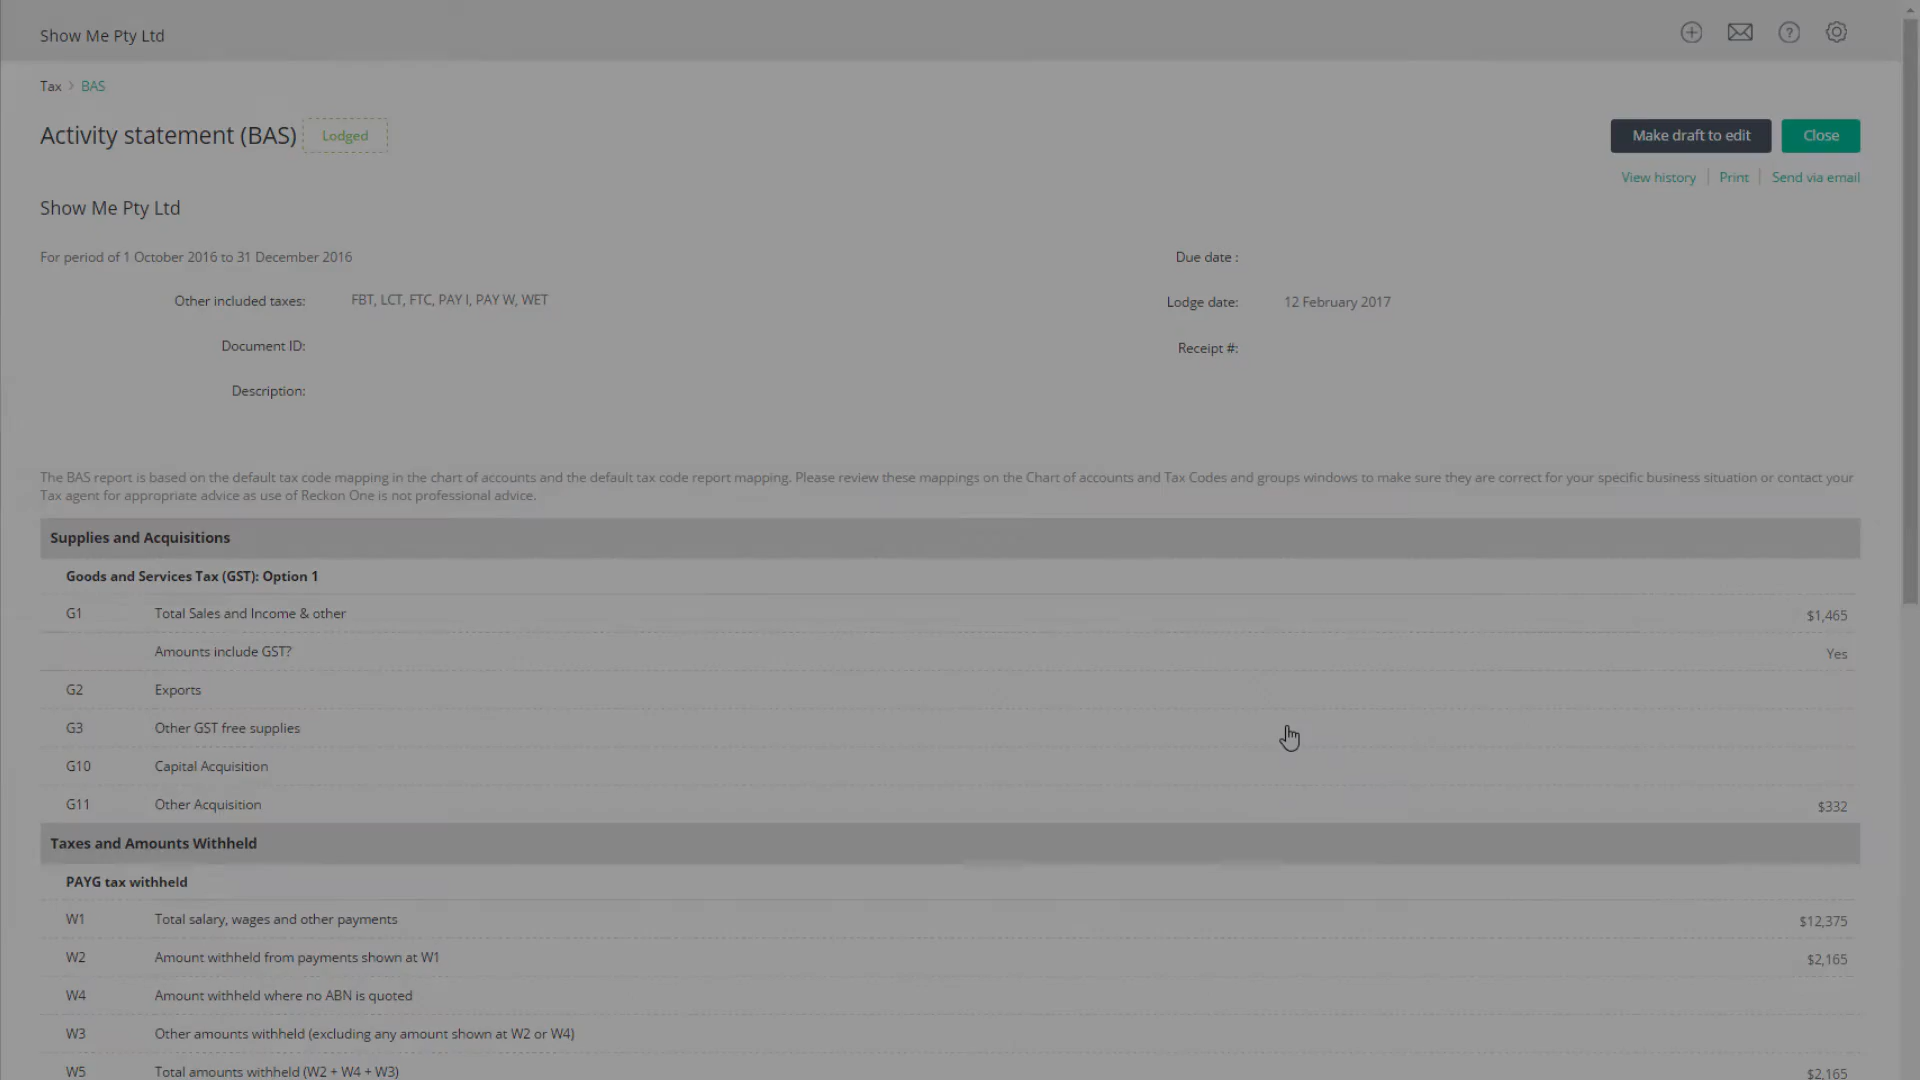 Show Me Pty Ltd
Tax > BAS
Activity statement (BAS) Lodged
Make draft to edit Close
View history | Print | Send via email
Show Me Pty Ltd
For period of 1 October 2016 to 31 December 2016
Due date :
Other included taxes: FBT, LCT, FTC, PAY I, PAY W, WET
Lodge date: 12 February 2017
Document ID:
Receipt #:
Description:
The BAS report is based on the default tax code mapping in the chart of accounts and the default tax code report mapping. Please review these mappings on the Chart of accounts and Tax Codes and groups windows to make sure they are correct for your specific business situation or contact your
Tax agent for appropriate advice as use of Reckon One is not professional advice.
Supplies and Acquisitions
Goods and Services Tax (GST): Option 1
G1 Total Sales and Income & other $1,465
Amounts include GST? Yes
G2 Exports
G3 Other GST free supplies
G10 Capital Acquisition
G11 Other Acquisition $332
Taxes and Amounts Withheld
PAYG tax withheld
W1 Total salary, wages and other payments $12,375
W2 Amount withheld from payments shown at W1 $2,165
W4 Amount withheld where no ABN is quoted
W3 Other amounts withheld (excluding any amount shown at W2 or W4)
W5 Total amounts withheld (W2 + W4 + W3) $2,165